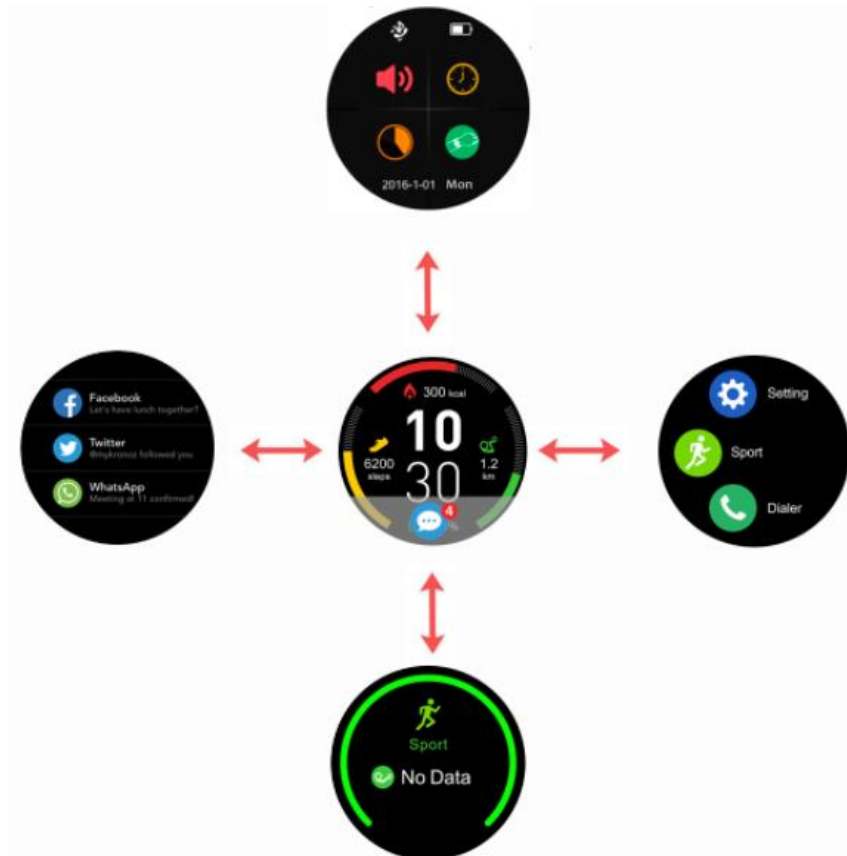 2016-1-01 Mon
Facebook
Let's have lunch together?
Twitter
@mykronoz followed you
WhatsApp
Meeting at 11 confirmed!
300 kcal
10
6200
steps
1.2
km
30
4
%
Setting
Sport
Dialer
Sport
No Data